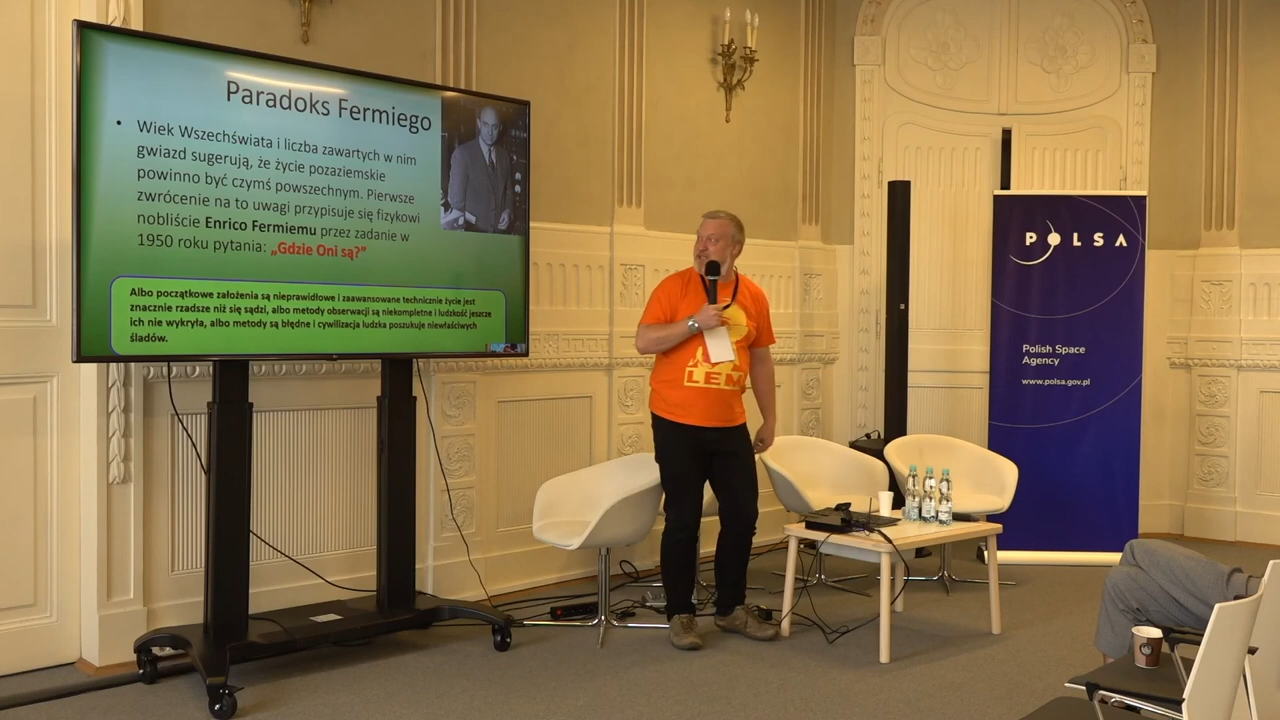 Paradoks Fermiego
• Wiek Wszechświata i liczba zawartych w nim
gwiazd sugerują, że życie pozaziemskie
powinno być czymś powszechnym. Pierwsze
zwrócenie na to uwagi przypisuje się fizykowi
nobliście Enrico Fermiemu przez zadanie w
1950 roku pytania: „Gdzie Oni są?”
Albo początkowe założenia są nieprawidłowe i zaawansowane technicznie życie jest
znacznie rzadsze niż się sądzi, albo metody obserwacji są niekompletne i ludzkość jeszcze
ich nie wykryła, albo metody są błędne i cywilizacja ludzka poszukuje niewłaściwych
śladów.
LEM
POLSA
Polish Space
Agency
www.polsa.gov.pl